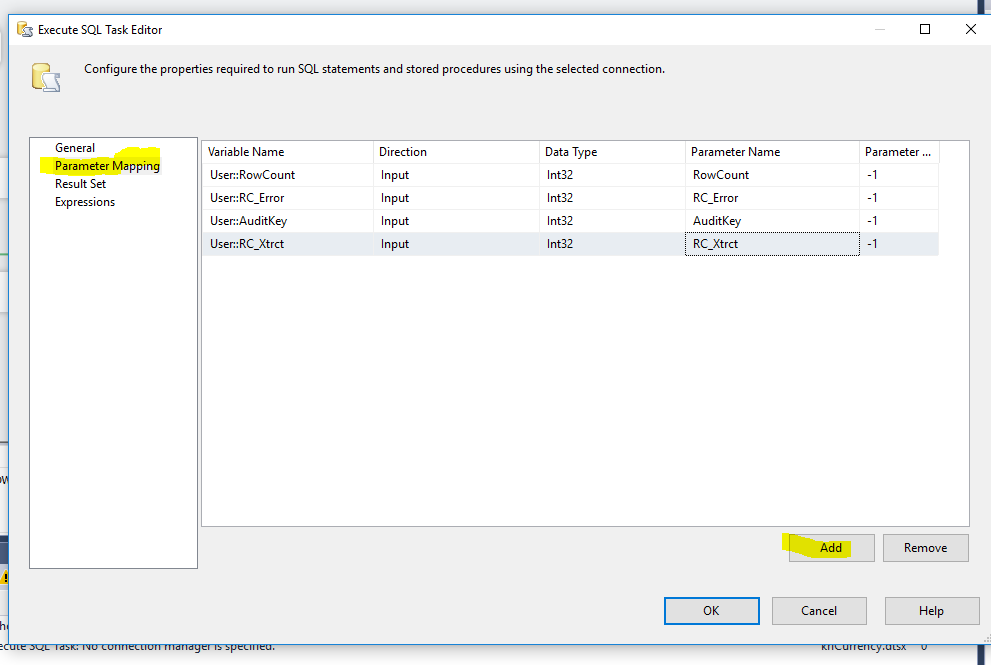 Execute SQL Task Editor
Configure the properties required to run SQL statements and stored procedures using the selected connection.
General
Parameter Mapping
Result Set
Expressions
Variable Name Direction Data Type Parameter Name Parameter ...
User::RowCount Input Int32 RowCount -1
User::RC_Error Input Int32 RC_Error -1
User::AuditKey Input Int32 AuditKey -1
User::RC_Xtrct Input Int32 RC_Xtrct -1
Add Remove
OK Cancel Help
ecute SQL Task: No connection manager is specified. khCurrency.dtsx 0